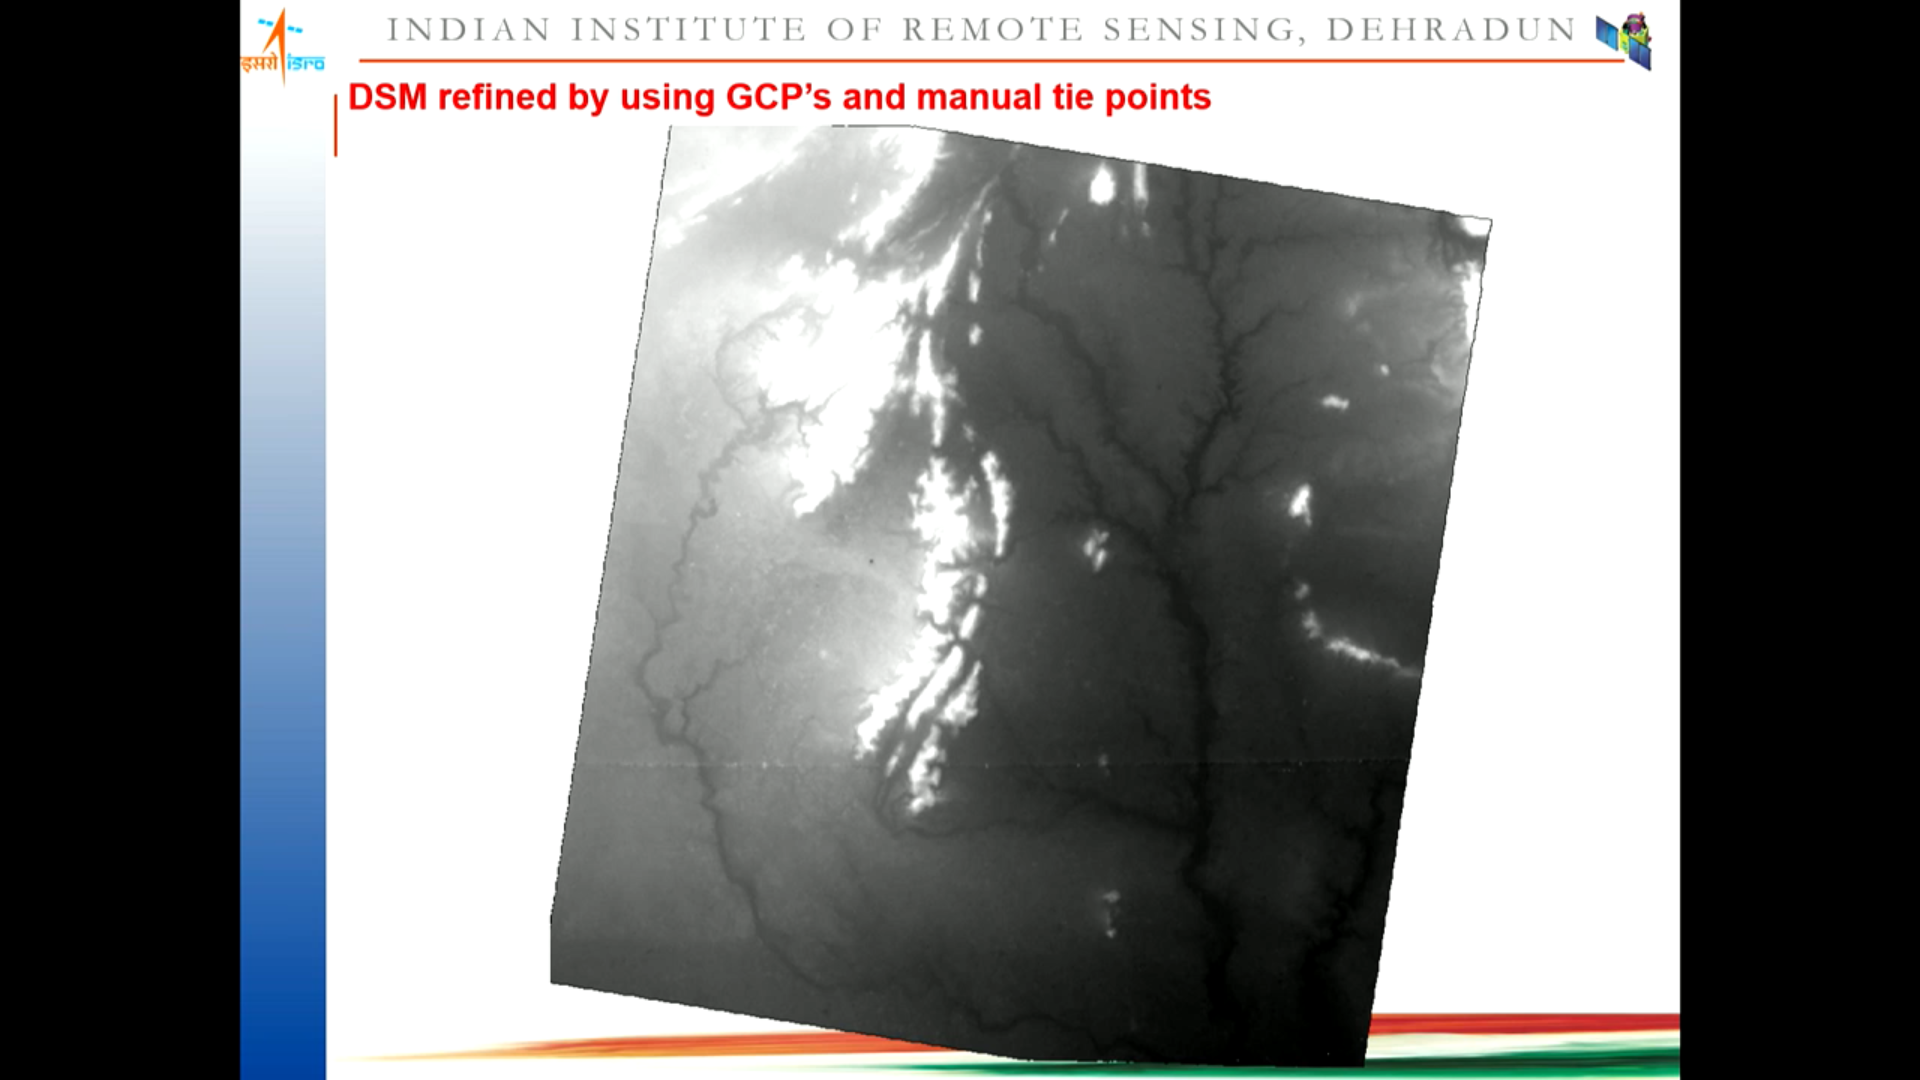 INDIAN INSTITUTE OF REMOTE SENSING, DEHRADUN
इसरो isro
DSM refined by using GCP's and manual tie points